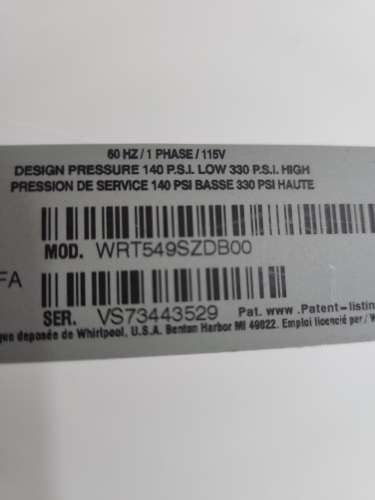 60 HZ / 1 PHASE / 115V
DESIGN PRESSURE 140 P.S.I. LOW 330 P.S.I. HIGH
PRESSION DE SERVICE 140 PSI BASSE 330 PSI HAUTE
MOD. WRT549SZDB00
FA
SER. VS73443529 Pat. www .Patent-listin
que déposée de Whirlpool, U.S.A. Benton Harbor MI 49022. Emploi licencié par / W